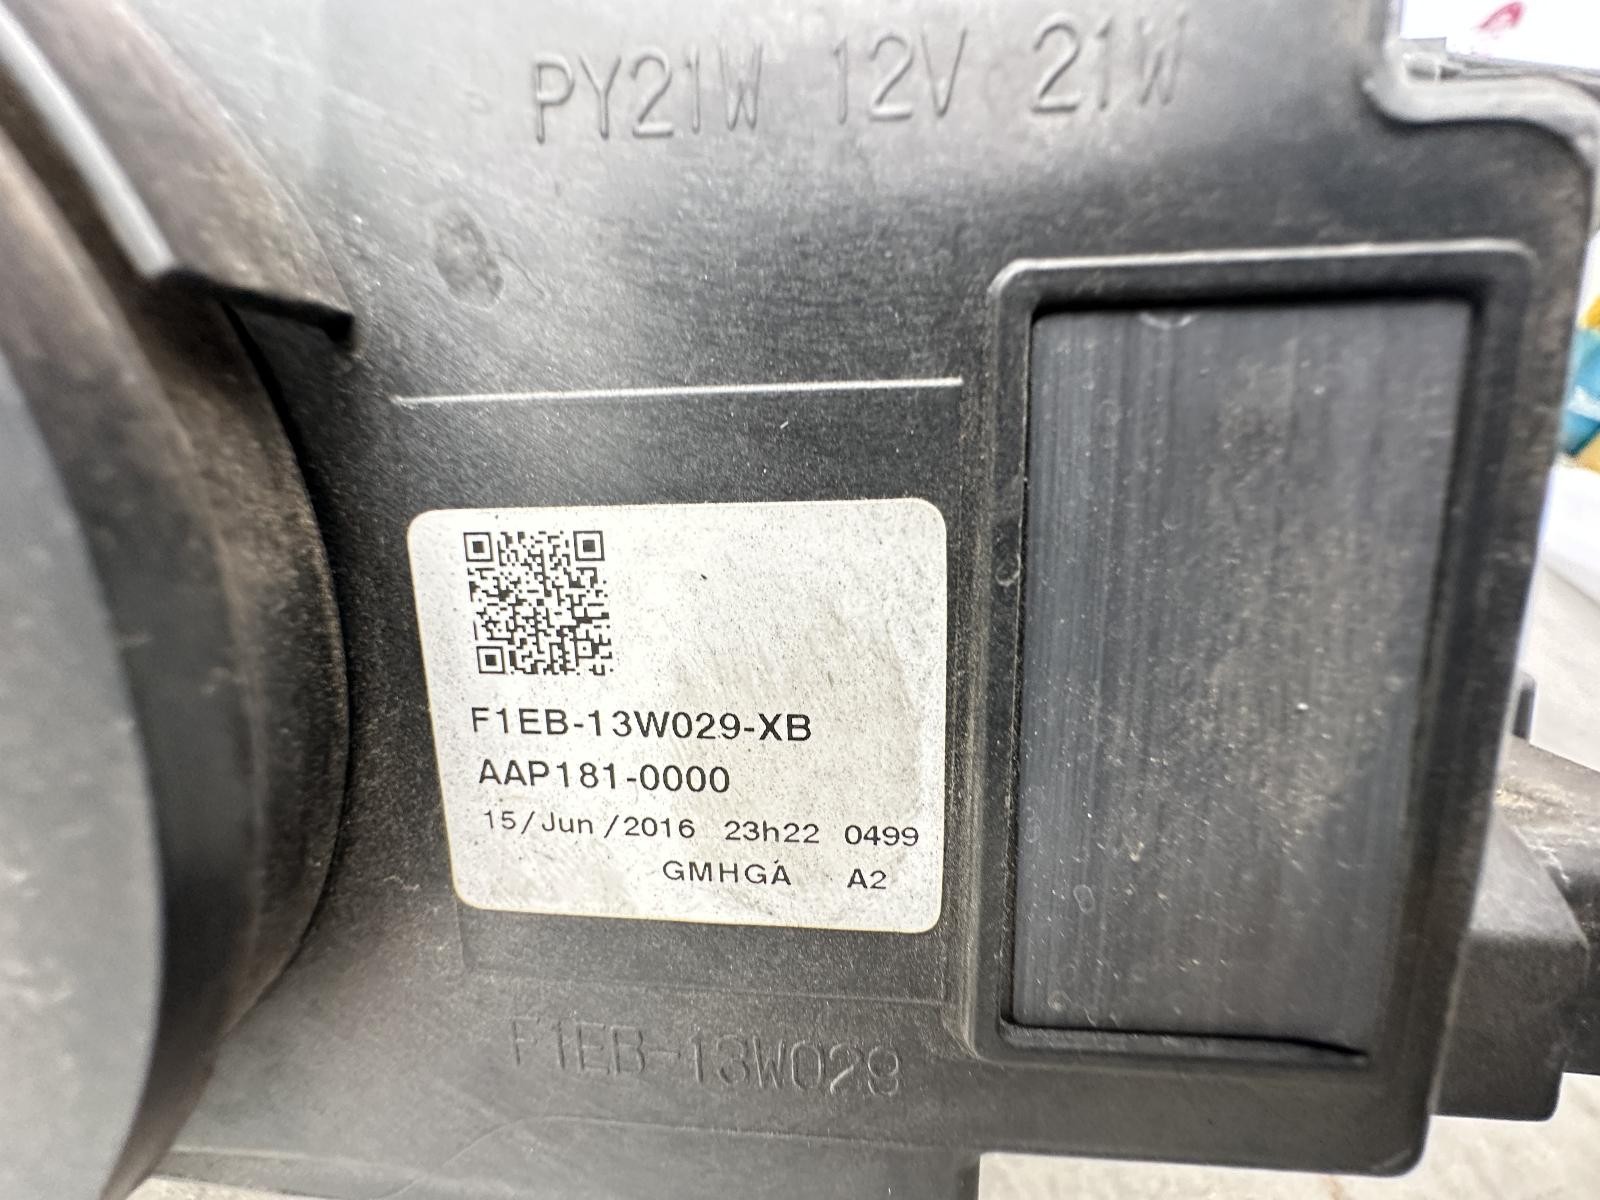 PY21W 12V 21W
F1EB-13W029-XB
AAP181-0000
15/Jun/2016 23h22 0499
GMHGA A2
F1EB-13W029